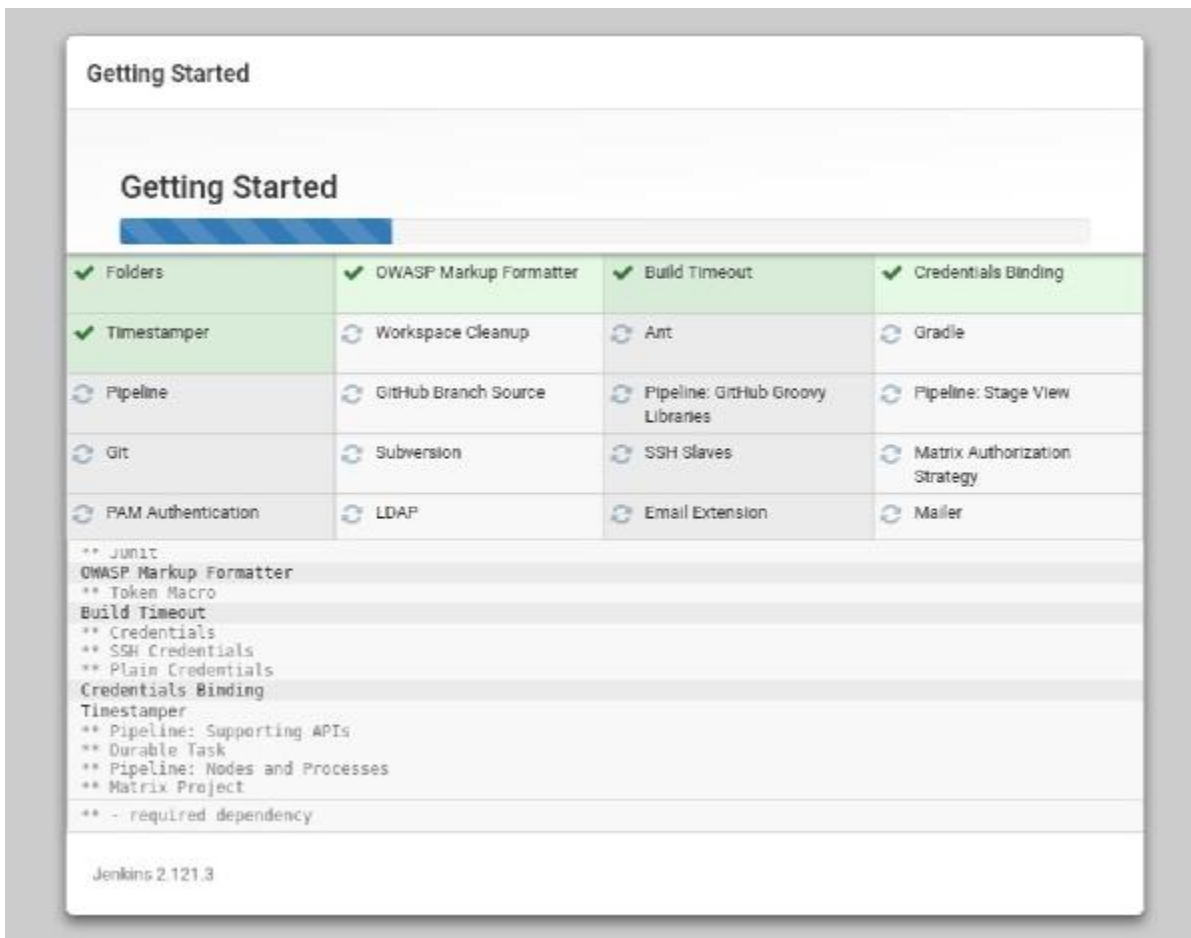 Getting Started
Getting Started
Folders
OWASP Markup Formatter
Build Timeout
Credentials Binding
Timestamper
Workspace Cleanup
Ant
Gradle
Pipeline
GitHub Branch Source
Pipeline: GitHub Groovy
Libraries
Pipeline: Stage View
Git
Subversion
SSH Slaves
Matrix Authorization
Strategy
PAM Authentication
LDAP
Email Extension
Mailer
** JUnit
OWASP Markup Formatter
** Token Macro
Build Timeout
** Credentials
** SSH Credentials
** Plain Credentials
Credentials Binding
Timestamper
** Pipeline: Supporting APIs
** Durable Task
** Pipeline: Nodes and Processes
** Matrix Project
** - required dependency
Jenkins 2.121.3